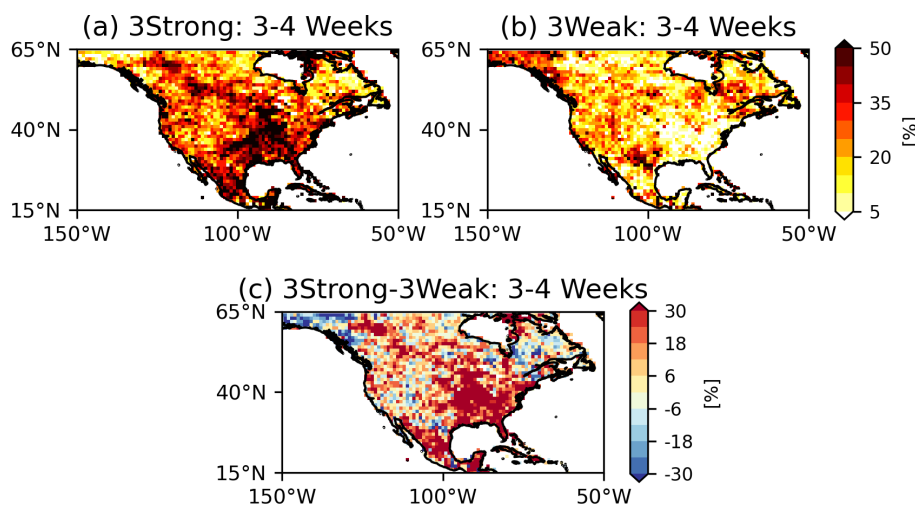 (a) 3Strong: 3-4 Weeks
(b) 3Weak: 3-4 Weeks
65°N
40°N
15°N
150°W
100°W
50°W
65°N
40°N
15°N
150°W
100°W
50°W
50
35
20
5
[%]
(c) 3Strong-3Weak: 3-4 Weeks
65°N
40°N
15°N
150°W
100°W
50°W
30
18
6
-6
-18
-30
[%]